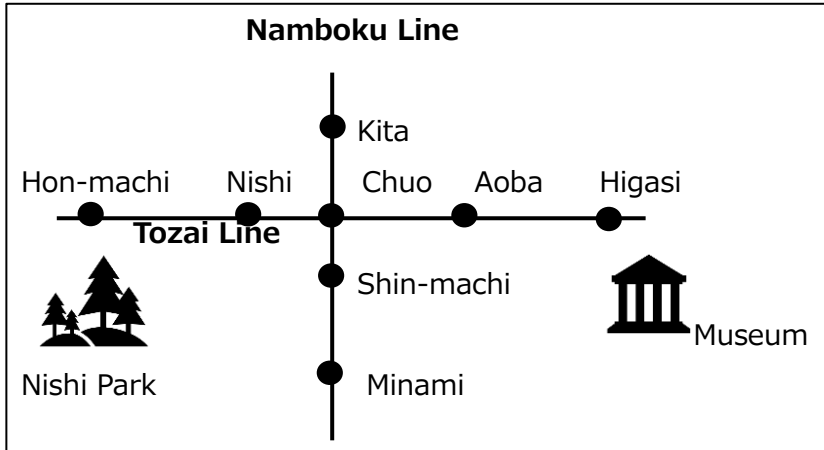 Namboku Line
Kita
Hon-machi Nishi Chuo Aoba Higasi
Tozai Line
Shin-machi
Museum
Nishi Park Minami